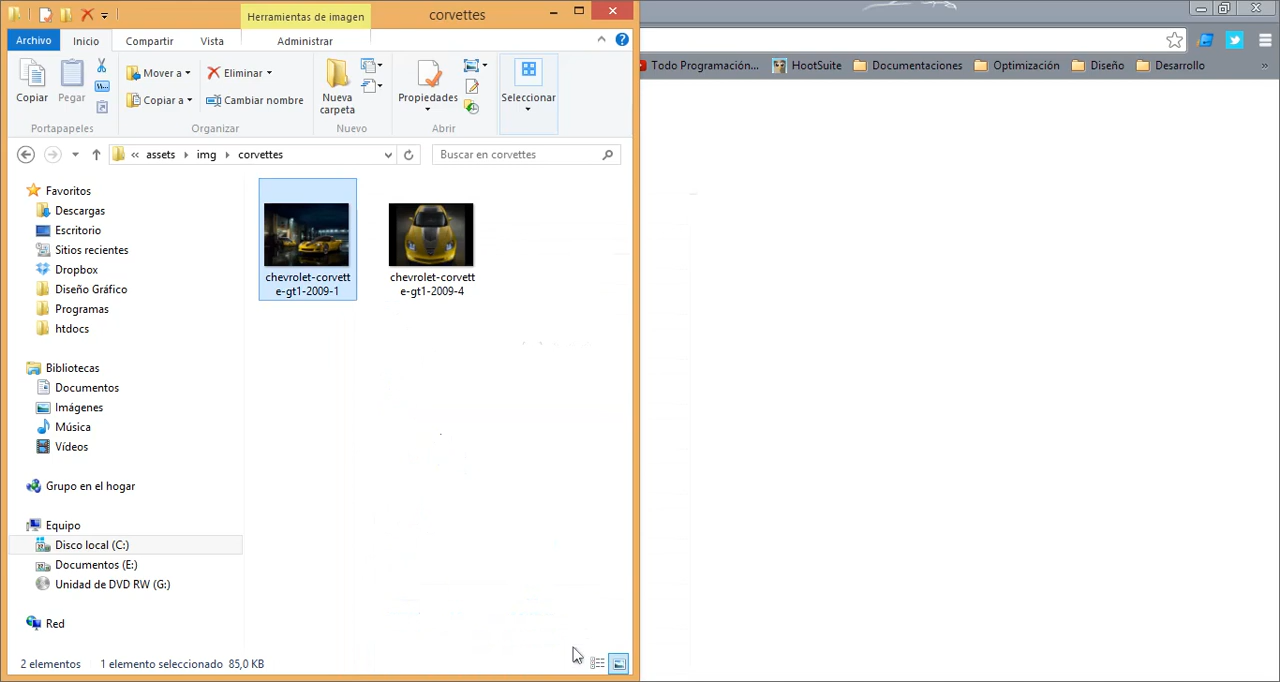 Herramientas de imagen
corvettes
Archivo
Inicio
Compartir
Vista
Administrar
Copiar
Pegar
Mover a
Copiar a
Eliminar
Cambiar nombre
Nueva
carpeta
Propiedades
Seleccionar
Portapapeles
Organizar
Nuevo
Abrir
Todo Programación...
HootSuite
Documentaciones
Optimización
Diseño
Desarrollo
»
« assets
img
corvettes
Buscar en corvettes
Favoritos
Descargas
Escritorio
Sitios recientes
Dropbox
Diseño Gráfico
Programas
htdocs
Bibliotecas
Documentos
Imágenes
Música
Vídeos
Grupo en el hogar
Equipo
Disco local (C:)
Documentos (E:)
Unidad de DVD RW (G:)
Red
chevrolet-corvett
e-gt1-2009-1
chevrolet-corvett
e-gt1-2009-4
2 elementos
1 elemento seleccionado 85,0 KB